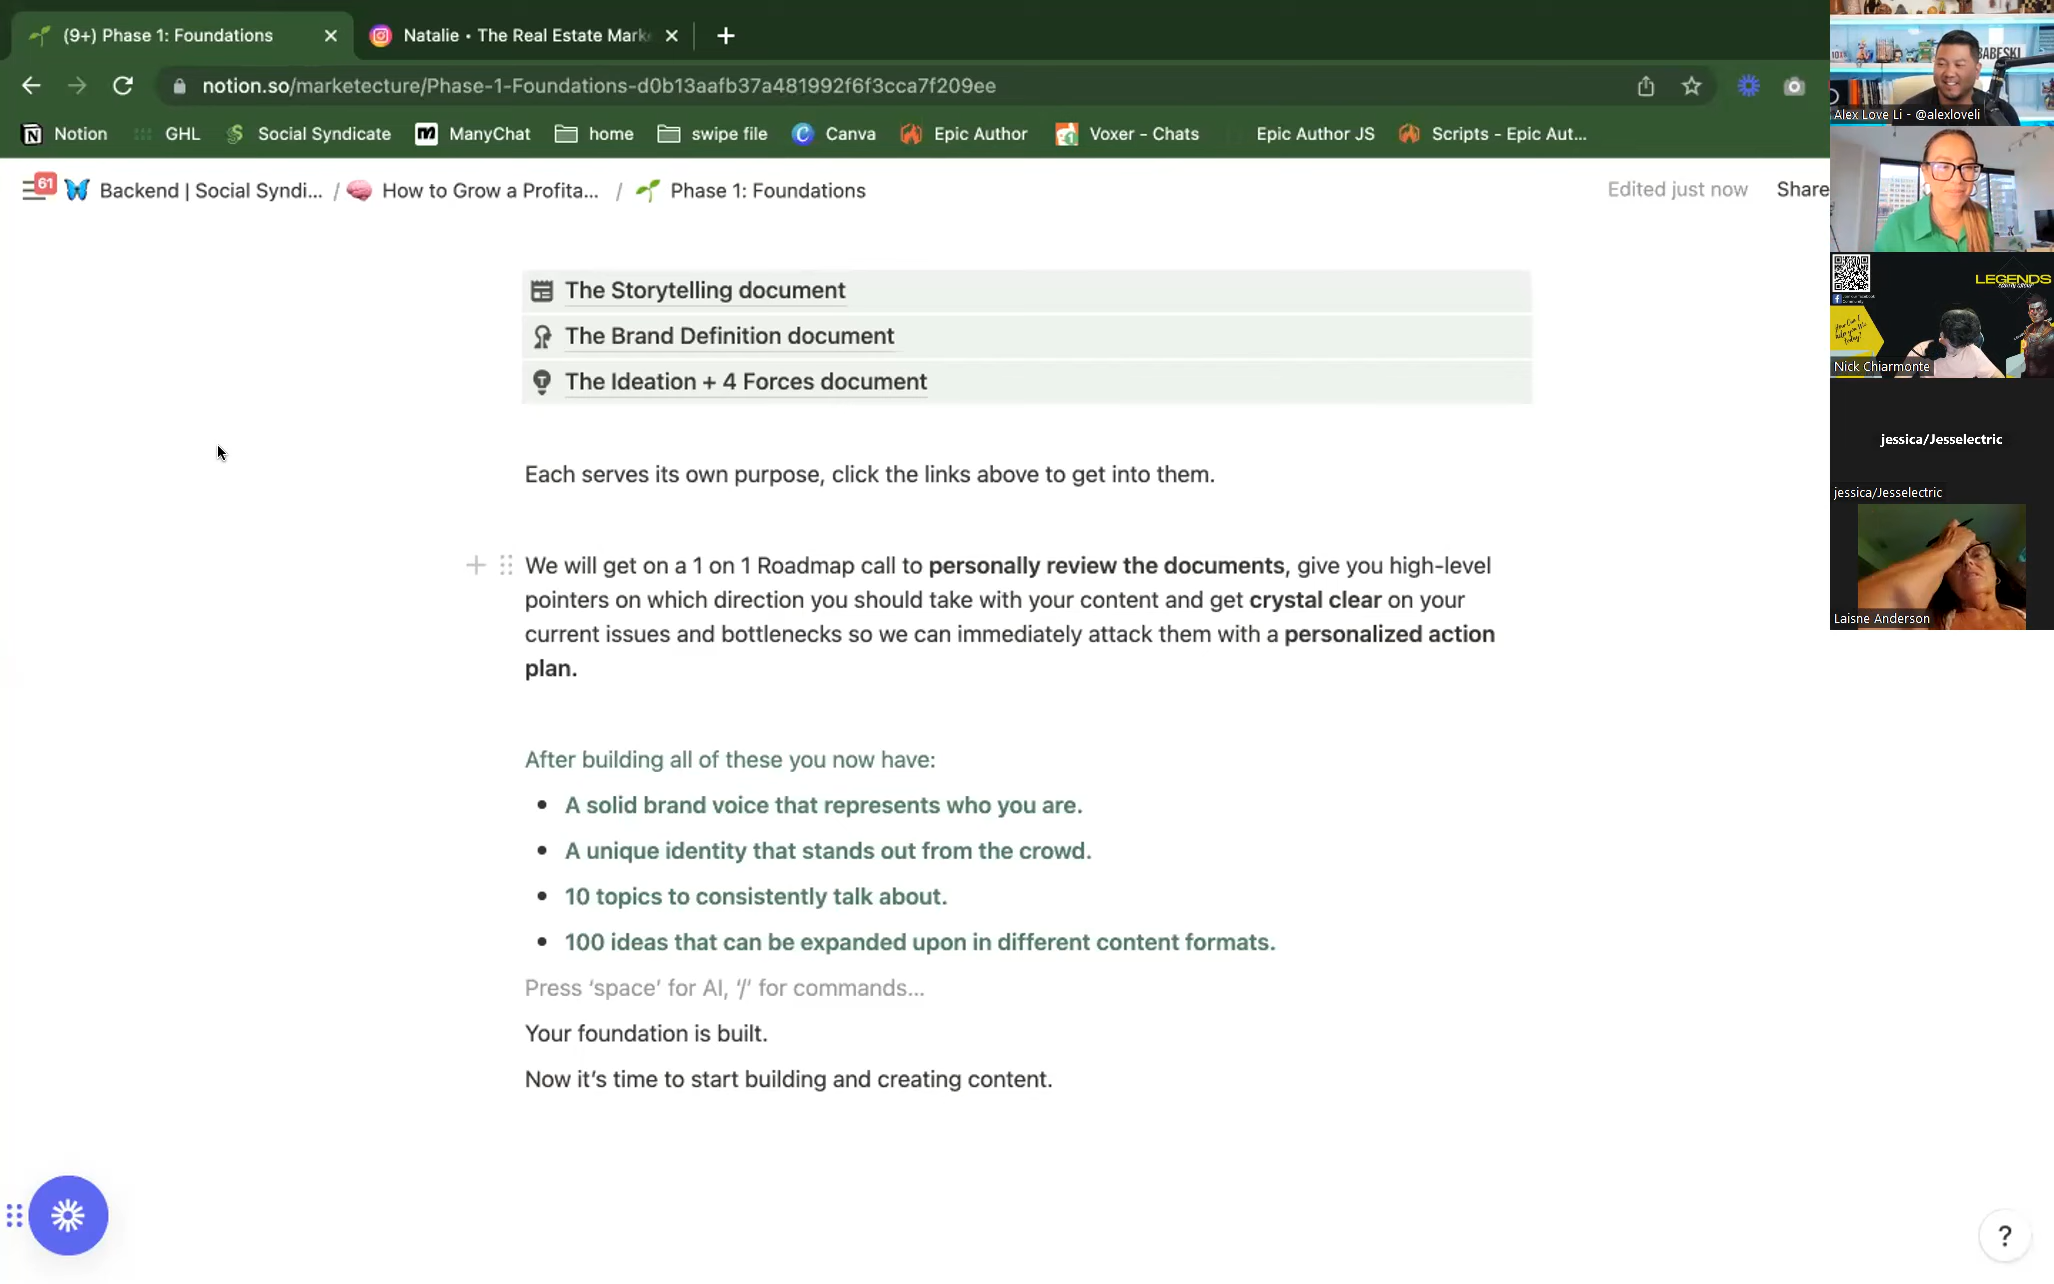 (9+) Phase 1: Foundations
Natalie • The Real Estate Mark
notion.so/marketecture/Phase-1-Foundations-d0b13aafb37a481992f6f3cca7f209ee
Notion GHL Social Syndicate ManyChat home swipe file Canva Epic Author Voxer - Chats Epic Author JS Scripts - Epic Aut...
61 Backend | Social Syndi... / How to Grow a Profita... / Phase 1: Foundations
Edited just now Share
The Storytelling document
The Brand Definition document
The Ideation + 4 Forces document
Each serves its own purpose, click the links above to get into them.
We will get on a 1 on 1 Roadmap call to personally review the documents, give you high-level
pointers on which direction you should take with your content and get crystal clear on your
current issues and bottlenecks so we can immediately attack them with a personalized action
plan.
After building all of these you now have:
• A solid brand voice that represents who you are.
• A unique identity that stands out from the crowd.
• 10 topics to consistently talk about.
• 100 ideas that can be expanded upon in different content formats.
Press ‘space’ for AI, ‘/’ for commands...
Your foundation is built.
Now it’s time to start building and creating content.
?
BABESKI
Alex Love Li - @alexloveli
LEGENDS
Nick Chiarmonte
jessica/Jesselectric
jessica/Jesselectric
Laisne Anderson